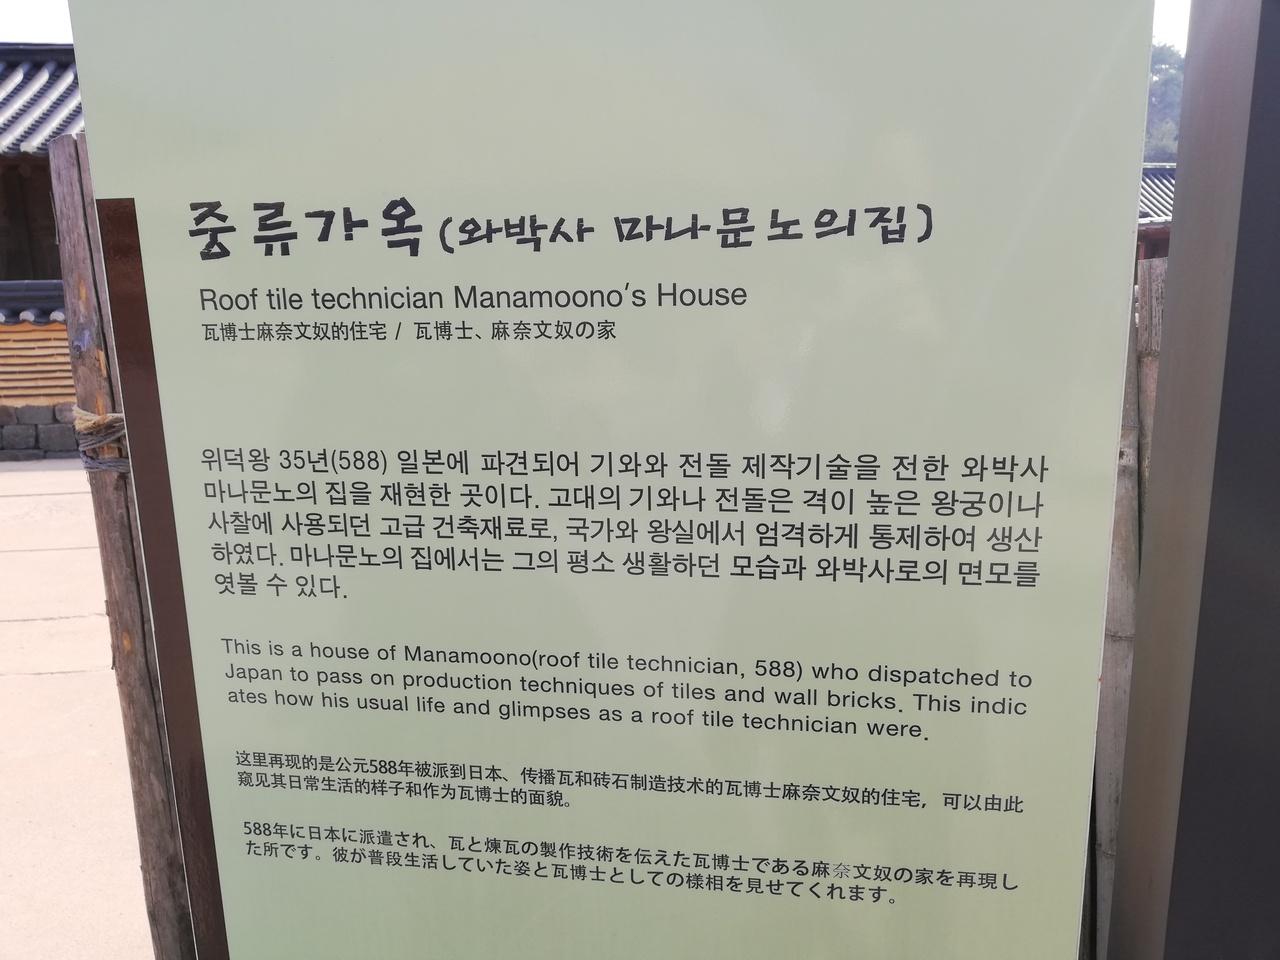 중류가옥 (와박사 마나문노의집)
Roof tile technician Manamoono's House
瓦博士麻奈文奴的住宅 / 瓦博士、麻奈文奴の家
위덕왕 35년(588) 일본에 파견되어 기와와 전돌 제작기술을 전한 와박사
마나문노의 집을 재현한 곳이다. 고대의 기와나 전돌은 격이 높은 왕궁이나
사찰에 사용되던 고급 건축재료로, 국가와 왕실에서 엄격하게 통제하여 생산
하였다. 마나문노의 집에서는 그의 평소 생활하던 모습과 와박사로의 면모를
엿볼 수 있다.
This is a house of Manamoono(roof tile technician, 588) who dispatched to
Japan to pass on production techniques of tiles and wall bricks. This indic
ates how his usual life and glimpses as a roof tile technician were.
这里再现的是公元588年被派到日本、传播瓦和砖石制造技术的瓦博士麻奈文奴的住宅，可以由此
窥见其日常生活的样子和作为瓦博士的面貌。
588年に日本に派遣され、瓦と煉瓦の製作技術を伝えた瓦博士である麻奈文奴の家を再現し
た所です。彼が普段生活していた姿と瓦博士としての様相を見せてくれます。